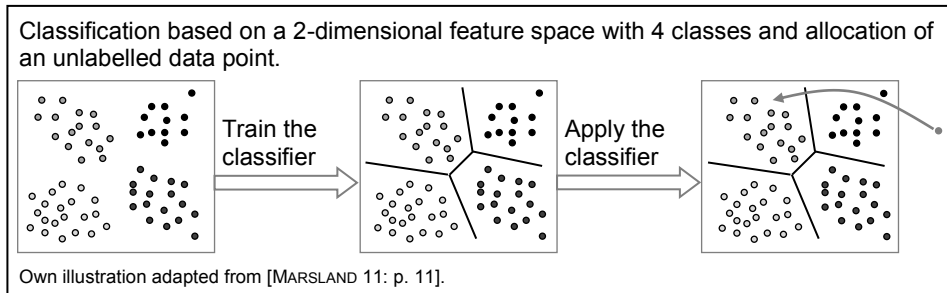 Classification based on a 2-dimensional feature space with 4 classes and allocation of
an unlabelled data point.
Train the
classifier
Apply the
classifier
Own illustration adapted from [MARSLAND 11: p. 11].